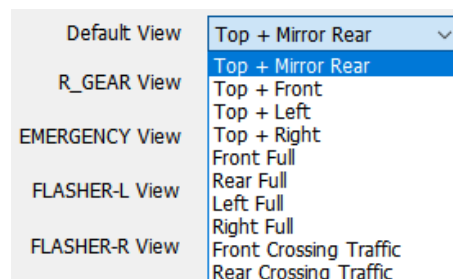 Default View
Top + Mirror Rear
Top + Mirror Rear
R_GEAR View
Top + Front
Top + Left
Top + Right
EMERGENCY View
Front Full
Rear Full
FLASHER-L View
Left Full
Right Full
FLASHER-R View
Front Crossing Traffic
Rear Crossing Traffic